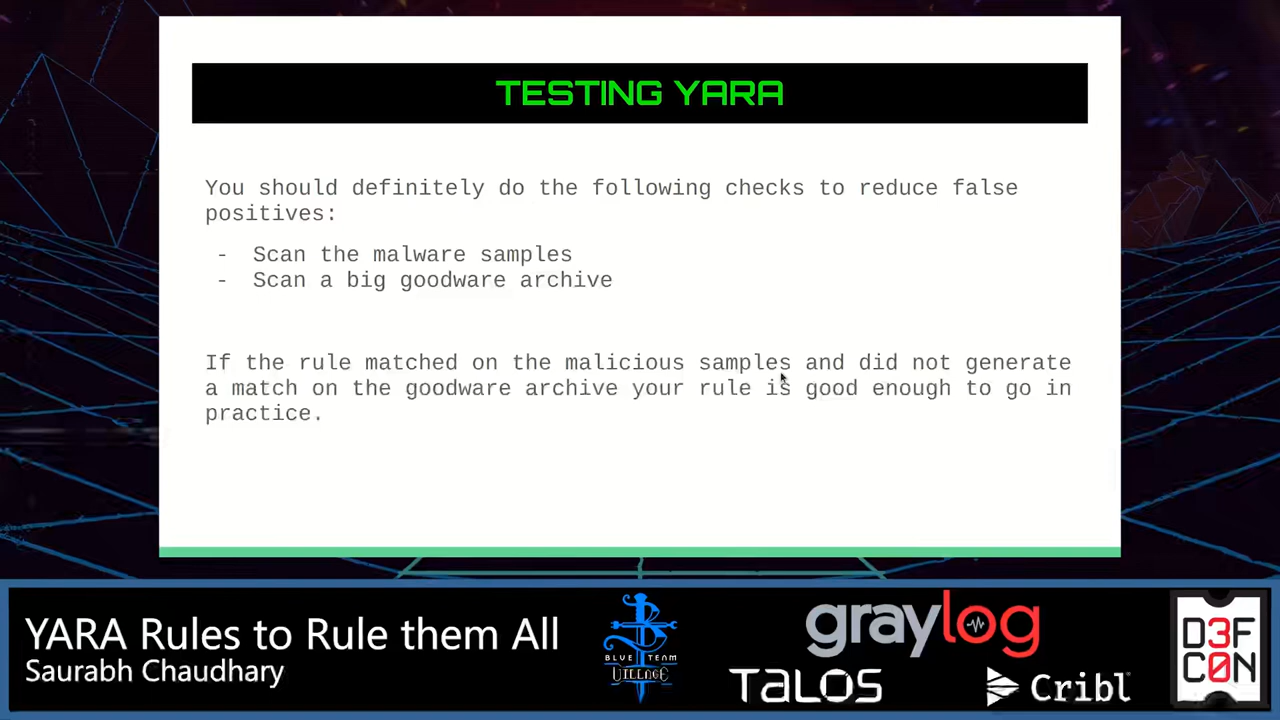 TESTING YARA
You should definitely do the following checks to reduce false
positives:
- Scan the malware samples
- Scan a big goodware archive
If the rule matched on the malicious samples and did not generate
a match on the goodware archive your rule is good enough to go in
practice.
YARA Rules to Rule them All
Saurabh Chaudhary
B
BLUE TEAM
VILLAGE
graylog
TALOS
Cribl
D3F
C0N